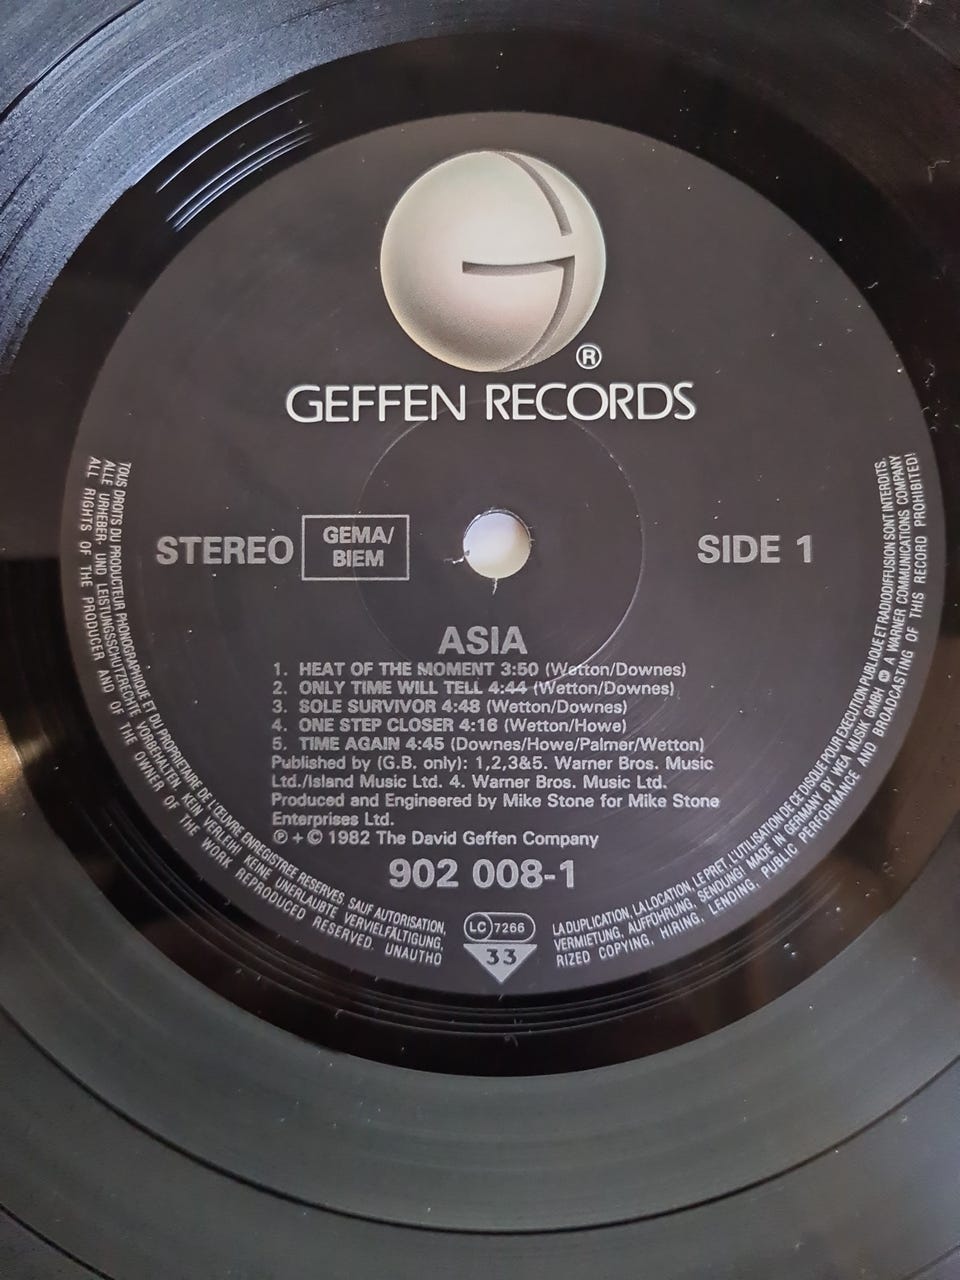 ®
GEFFEN RECORDS
STEREO
GEMA/
BIEM
SIDE 1
ASIA
1. HEAT OF THE MOMENT 3:50 (Wetton/Downes)
2. ONLY TIME WILL TELL 4:44 (Wetton/Downes)
3. SOLE SURVIVOR 4:48 (Wetton/Downes)
4. ONE STEP CLOSER 4:16 (Wetton/Howe)
5. TIME AGAIN 4:45 (Downes/Howe/Palmer/Wetton)
Published by (G.B. only): 1,2,3&5. Warner Bros. Music
Ltd./Island Music Ltd. 4. Warner Bros. Music Ltd.
Produced and Engineered by Mike Stone for Mike Stone
Enterprises Ltd.
℗ + © 1982 The David Geffen Company
902 008-1
LC 7266
33
TOUS DROITS DU PRODUCTEUR PHONOGRAPHIQUE ET DU PROPRIETAIRE DE L'ŒUVRE ENREGISTREE RESERVES SAUF AUTORISATION,
LA DUPLICATION, LA LOCATION, LE PRET, L'UTILISATION DE CE DISQUE POUR EXECUTION PUBLIQUE ET RADIODIFFUSION SONT INTERDITS.
ALLE URHEBER- UND LEISTUNGSSCHUTZRECHTE VORBEHALTEN. KEIN VERLEIH! KEINE UNERLAUBTE VERVIELFÄLTIGUNG,
VERMIETUNG, AUFFÜHRUNG, SENDUNG! MADE IN GERMANY BY WEA MUSIK GMBH A WARNER COMMUNICATIONS COMPANY
ALL RIGHTS OF THE PRODUCER AND OF THE OWNER OF THE WORK REPRODUCED RESERVED. UNAUTHO
RIZED COPYING, HIRING, LENDING, PUBLIC PERFORMANCE AND BROADCASTING OF THIS RECORD PROHIBITED!